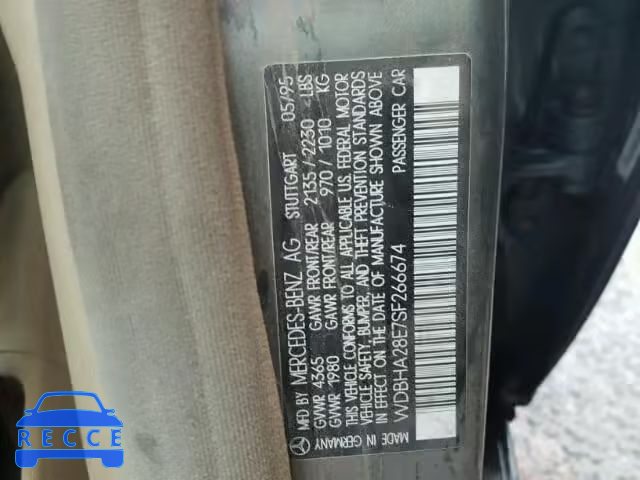 MFD BY MERCEDES-BENZ AG STUTTGART 05/95
GVWR 4365 GAWR FRONT/REAR 2135/2230 LBS
GVWR 1980 GAWR FRONT/REAR 970/1010 KG
THIS VEHICLE CONFORMS TO ALL APPLICABLE U.S. FEDERAL MOTOR
VEHICLE SAFETY, BUMPER, AND THEFT PREVENTION STANDARDS
IN EFFECT ON THE DATE OF MANUFACTURE SHOWN ABOVE
WDBHA28E7SF266674 PASSENGER CAR
MADE IN GERMANY
RECCE